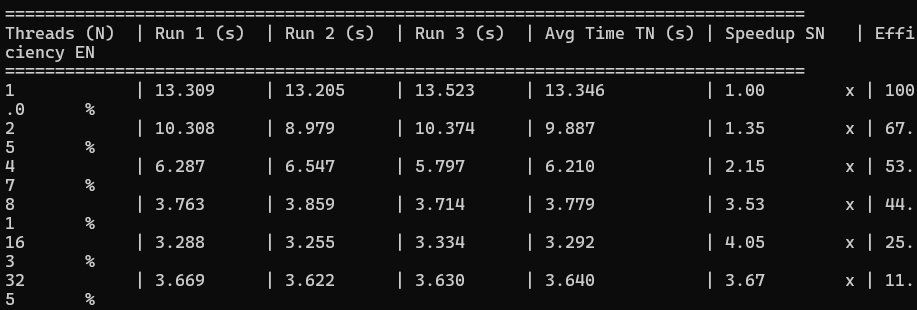 ================================================================================
Threads (N)  | Run 1 (s)  | Run 2 (s)  | Run 3 (s)  | Avg Time TN (s) | Speedup SN   | Effi
ciency EN
================================================================================
1            | 13.309     | 13.205     | 13.523     | 13.346          | 1.00        x | 100
.0      %
2            | 10.308     | 8.979      | 10.374     | 9.887           | 1.35        x | 67.
5       %
4            | 6.287      | 6.547      | 5.797      | 6.210           | 2.15        x | 53.
7       %
8            | 3.763      | 3.859      | 3.714      | 3.779           | 3.53        x | 44.
1       %
16           | 3.288      | 3.255      | 3.334      | 3.292           | 4.05        x | 25.
3       %
32           | 3.669      | 3.622      | 3.630      | 3.640           | 3.67        x | 11.
5       %